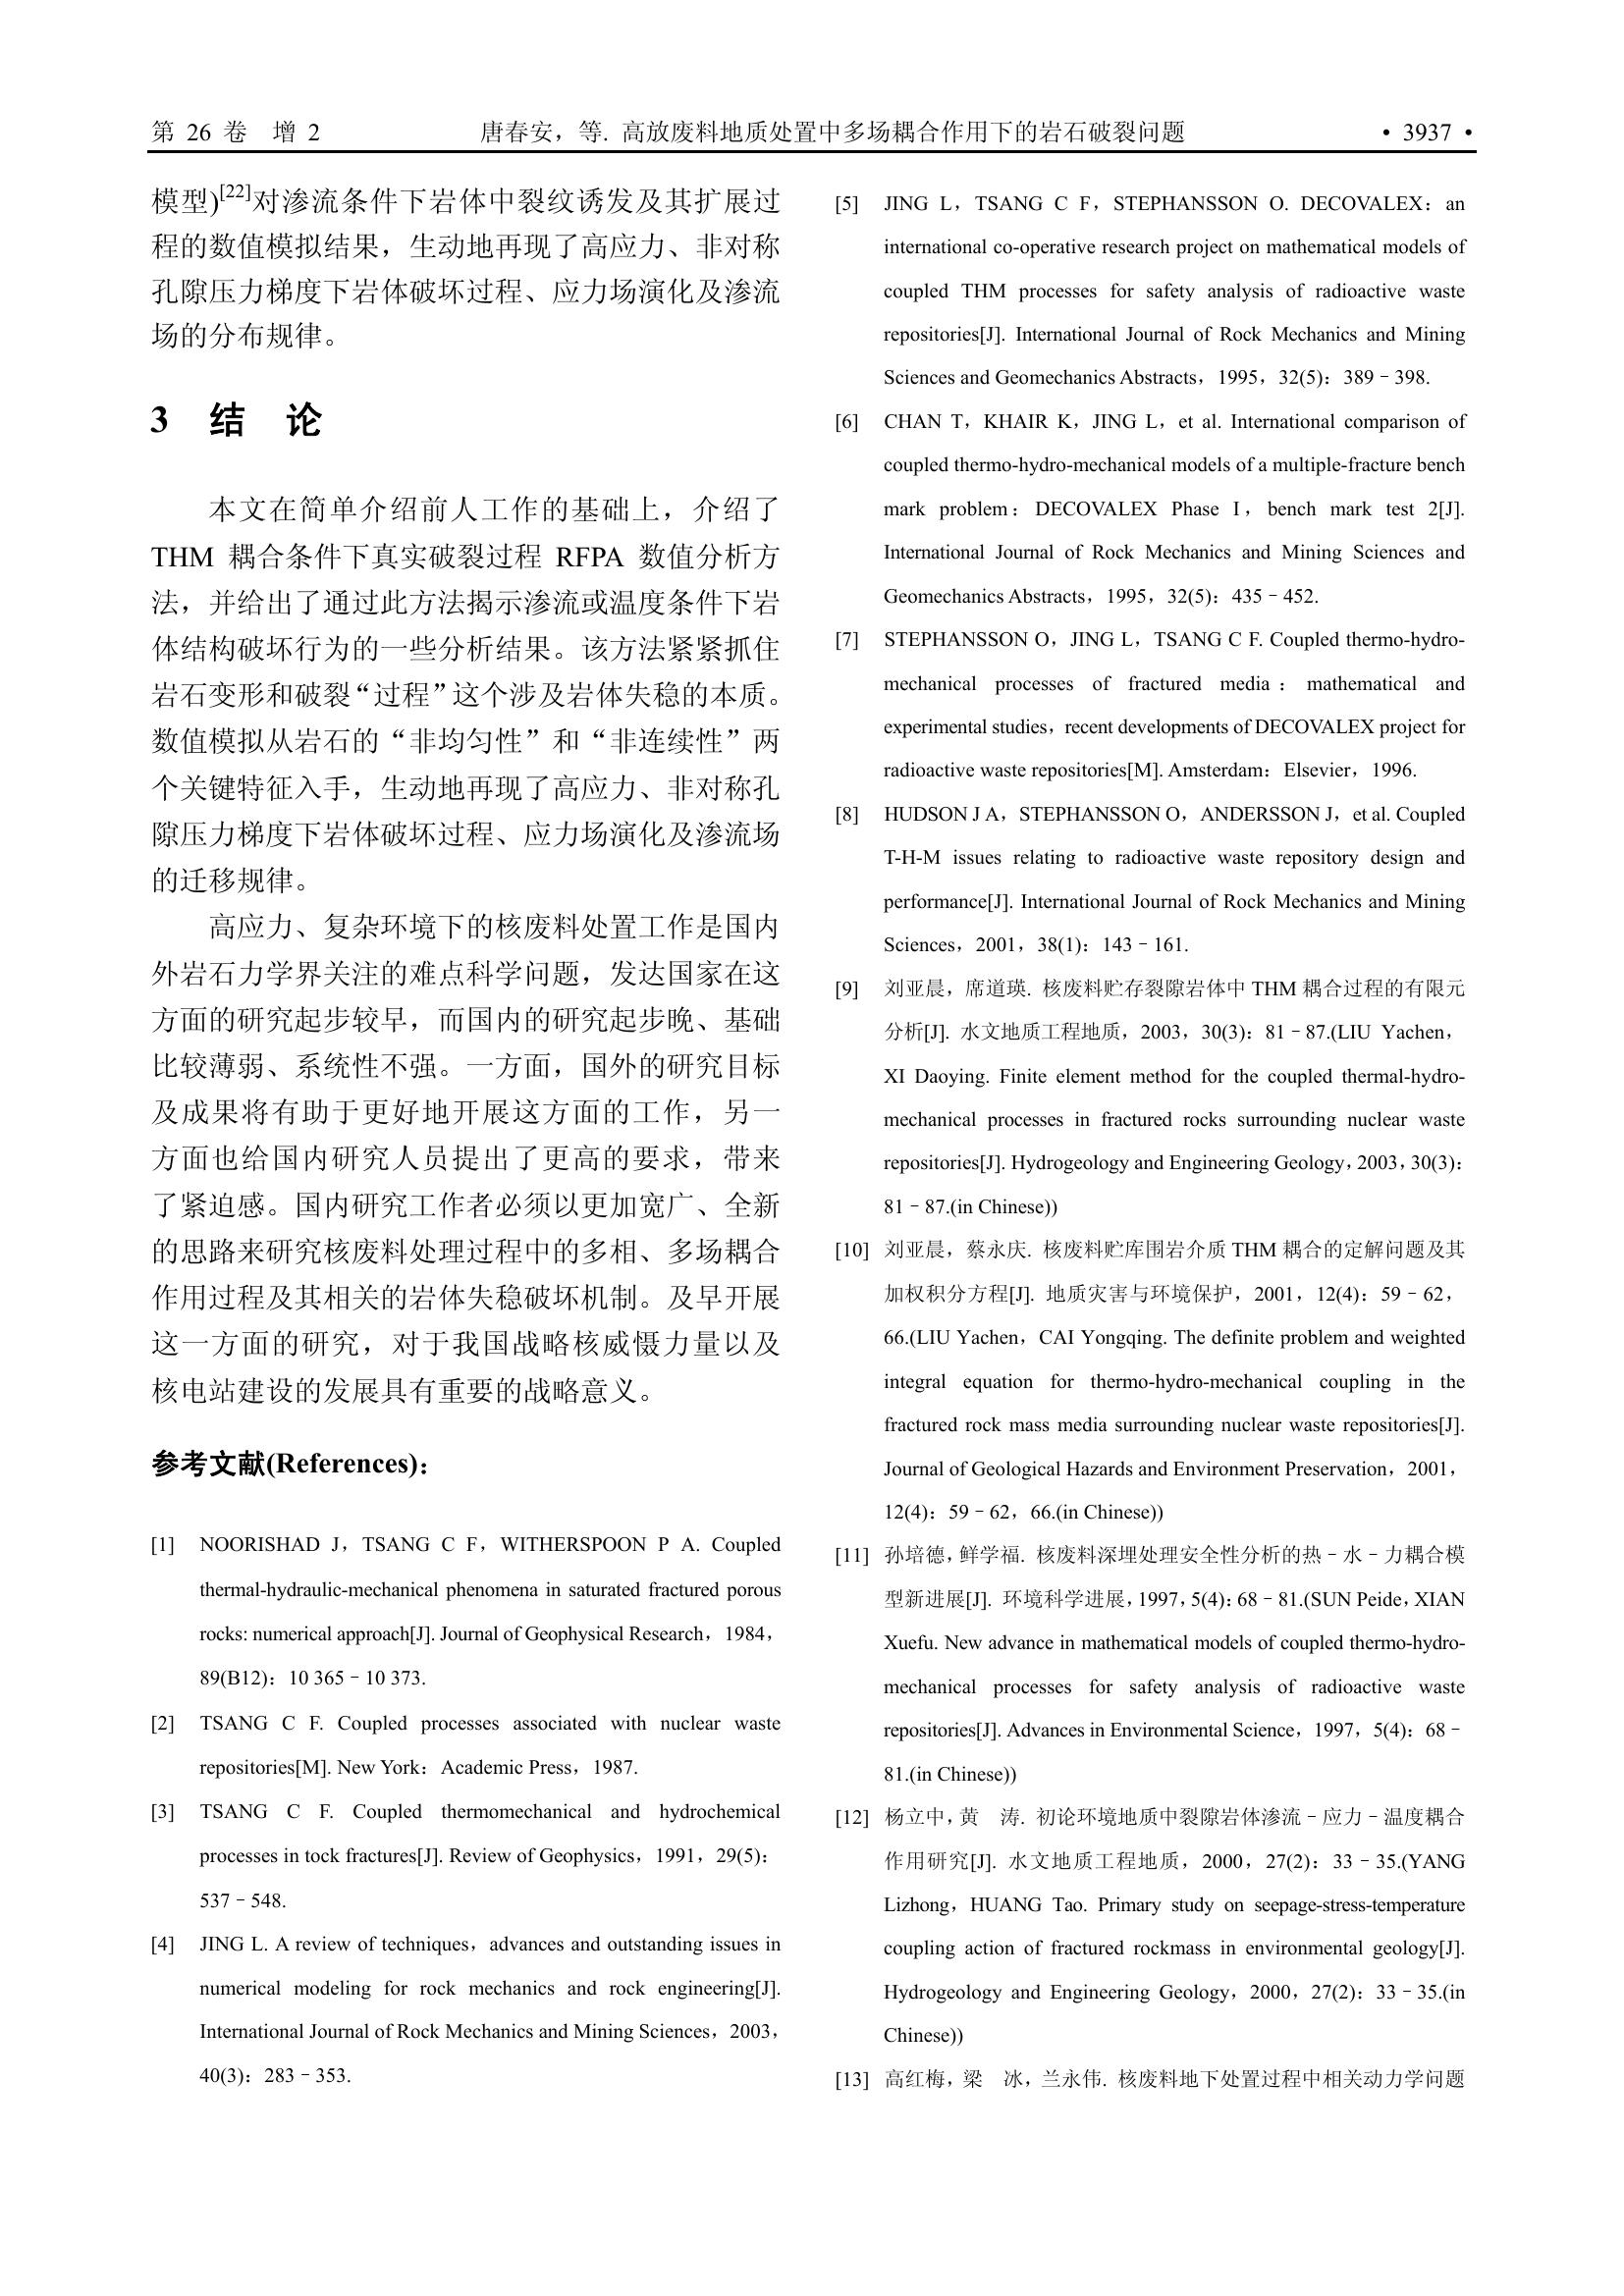 第 26 卷　增 2　　唐春安，等. 高放废料地质处置中多场耦合作用下的岩石破裂问题　　• 3937 •
模型)[22]对渗流条件下岩体中裂纹诱发及其扩展过
程的数值模拟结果，生动地再现了高应力、非对称
孔隙压力梯度下岩体破坏过程、应力场演化及渗流
场的分布规律。
3　结　论
本文在简单介绍前人工作的基础上，介绍了
THM 耦合条件下真实破裂过程 RFPA 数值分析方
法，并给出了通过此方法揭示渗流或温度条件下岩
体结构破坏行为的一些分析结果。该方法紧紧抓住
岩石变形和破裂“过程”这个涉及岩体失稳的本质。
数值模拟从岩石的“非均匀性”和“非连续性”两
个关键特征入手，生动地再现了高应力、非对称孔
隙压力梯度下岩体破坏过程、应力场演化及渗流场
的迁移规律。
高应力、复杂环境下的核废料处置工作是国内
外岩石力学界关注的难点科学问题，发达国家在这
方面的研究起步较早，而国内的研究起步晚、基础
比较薄弱、系统性不强。一方面，国外的研究目标
及成果将有助于更好地开展这方面的工作，另一
方面也给国内研究人员提出了更高的要求，带来
了紧迫感。国内研究工作者必须以更加宽广、全新
的思路来研究核废料处理过程中的多相、多场耦合
作用过程及其相关的岩体失稳破坏机制。及早开展
这一方面的研究，对于我国战略核威慑力量以及
核电站建设的发展具有重要的战略意义。
参考文献(References)：
[1] NOORISHAD J，TSANG C F，WITHERSPOON P A. Coupled
thermal-hydraulic-mechanical phenomena in saturated fractured porous
rocks: numerical approach[J]. Journal of Geophysical Research，1984，
89(B12)：10 365–10 373.
[2] TSANG C F. Coupled processes associated with nuclear waste
repositories[M]. New York：Academic Press，1987.
[3] TSANG C F. Coupled thermomechanical and hydrochemical
processes in tock fractures[J]. Review of Geophysics，1991，29(5)：
537–548.
[4] JING L. A review of techniques，advances and outstanding issues in
numerical modeling for rock mechanics and rock engineering[J].
International Journal of Rock Mechanics and Mining Sciences，2003，
40(3)：283–353.
[5] JING L，TSANG C F，STEPHANSSON O. DECOVALEX：an
international co-operative research project on mathematical models of
coupled THM processes for safety analysis of radioactive waste
repositories[J]. International Journal of Rock Mechanics and Mining
Sciences and Geomechanics Abstracts，1995，32(5)：389–398.
[6] CHAN T，KHAIR K，JING L，et al. International comparison of
coupled thermo-hydro-mechanical models of a multiple-fracture bench
mark problem：DECOVALEX Phase I，bench mark test 2[J].
International Journal of Rock Mechanics and Mining Sciences and
Geomechanics Abstracts，1995，32(5)：435–452.
[7] STEPHANSSON O，JING L，TSANG C F. Coupled thermo-hydro-
mechanical processes of fractured media：mathematical and
experimental studies，recent developments of DECOVALEX project for
radioactive waste repositories[M]. Amsterdam：Elsevier，1996.
[8] HUDSON J A，STEPHANSSON O，ANDERSSON J，et al. Coupled
T-H-M issues relating to radioactive waste repository design and
performance[J]. International Journal of Rock Mechanics and Mining
Sciences，2001，38(1)：143–161.
[9] 刘亚晨，席道瑛. 核废料贮存裂隙岩体中 THM 耦合过程的有限元
分析[J]. 水文地质工程地质，2003，30(3)：81–87.(LIU Yachen，
XI Daoying. Finite element method for the coupled thermal-hydro-
mechanical processes in fractured rocks surrounding nuclear waste
repositories[J]. Hydrogeology and Engineering Geology，2003，30(3)：
81–87.(in Chinese))
[10] 刘亚晨，蔡永庆. 核废料贮库围岩介质 THM 耦合的定解问题及其
加权积分方程[J]. 地质灾害与环境保护，2001，12(4)：59–62，
66.(LIU Yachen，CAI Yongqing. The definite problem and weighted
integral equation for thermo-hydro-mechanical coupling in the
fractured rock mass media surrounding nuclear waste repositories[J].
Journal of Geological Hazards and Environment Preservation，2001，
12(4)：59–62，66.(in Chinese))
[11] 孙培德，鲜学福. 核废料深埋处理安全性分析的热–水–力耦合模
型新进展[J]. 环境科学进展，1997，5(4)：68–81.(SUN Peide，XIAN
Xuefu. New advance in mathematical models of coupled thermo-hydro-
mechanical processes for safety analysis of radioactive waste
repositories[J]. Advances in Environmental Science，1997，5(4)：68–
81.(in Chinese))
[12] 杨立中，黄　涛. 初论环境地质中裂隙岩体渗流–应力–温度耦合
作用研究[J]. 水文地质工程地质，2000，27(2)：33–35.(YANG
Lizhong，HUANG Tao. Primary study on seepage-stress-temperature
coupling action of fractured rockmass in environmental geology[J].
Hydrogeology and Engineering Geology，2000，27(2)：33–35.(in
Chinese))
[13] 高红梅，梁　冰，兰永伟. 核废料地下处置过程中相关动力学问题